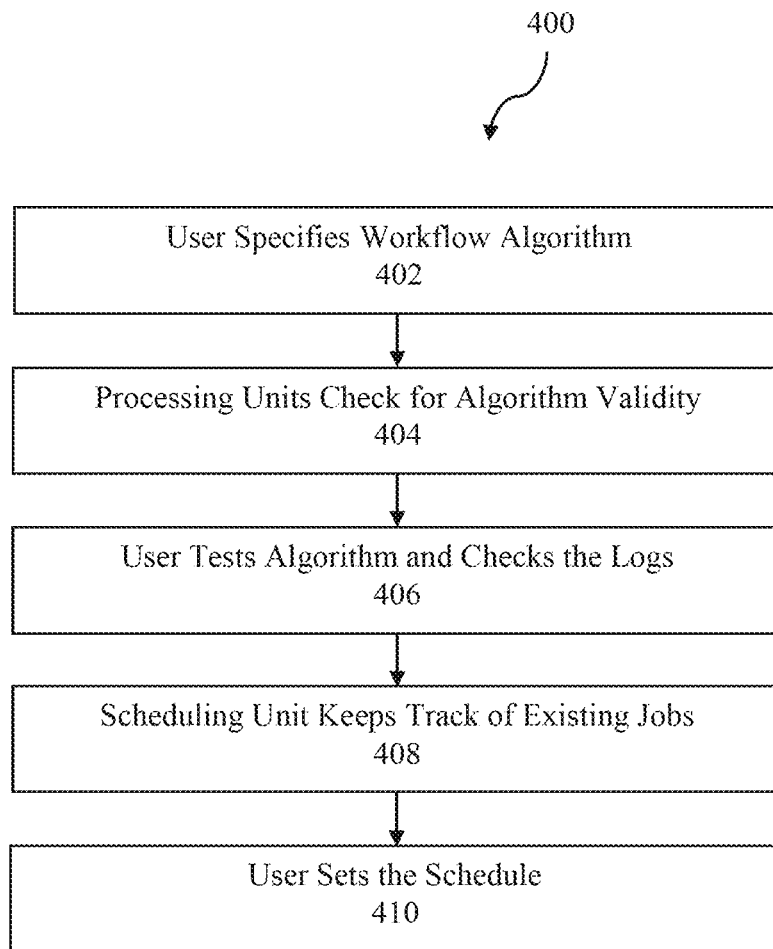 400
User Specifies Workflow Algorithm
402
Processing Units Check for Algorithm Validity
404
User Tests Algorithm and Checks the Logs
406
Scheduling Unit Keeps Track of Existing Jobs
408
User Sets the Schedule
410